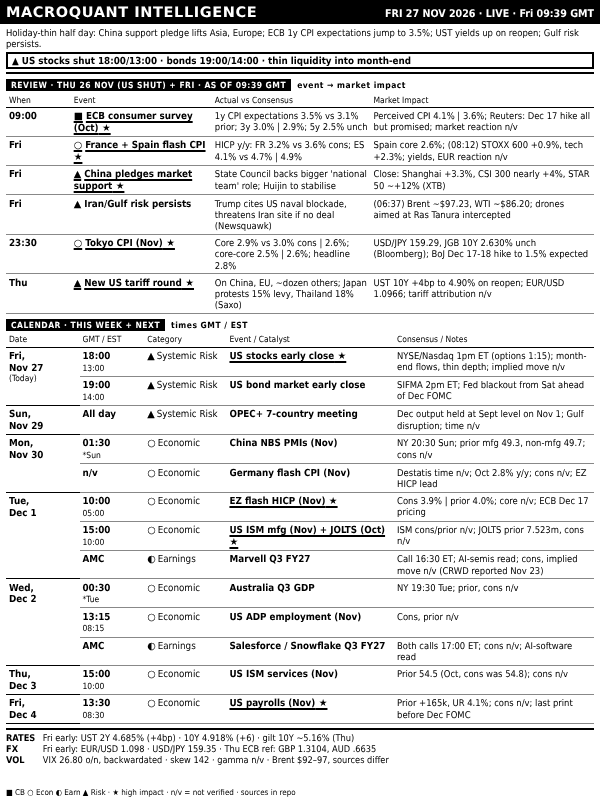 MACROQUANT INTELLIGENCE FRI 27 NOV 2026 · LIVE · Fri 09:39 GMT
Holiday-thin half day: China support pledge lifts Asia, Europe; ECB 1y CPI expectations jump to 3.5%; UST yields up on reopen; Gulf risk
persists.
▲ US stocks shut 18:00/13:00 · bonds 19:00/14:00 · thin liquidity into month-end
REVIEW · THU 26 NOV (US SHUT) + FRI · AS OF 09:39 GMT event → market impact
When Event Actual vs Consensus Market Impact
09:00 ■ ECB consumer survey 1y CPI expectations 3.5% vs 3.1% Perceived CPI 4.1% | 3.6%; Reuters: Dec 17 hike all
(Oct) ★ prior; 3y 3.0% | 2.9%; 5y 2.5% unch but promised; market reaction n/v
Fri ○ France + Spain flash CPI HICP y/y: FR 3.2% vs 3.6% cons; ES Spain core 2.6%; (08:12) STOXX 600 +0.9%, tech
★ 4.1% vs 4.7% | 4.9% +2.3%; yields, EUR reaction n/v
Fri ▲ China pledges market State Council backs bigger 'national Close: Shanghai +3.3%, CSI 300 nearly +4%, STAR
support ★ team' role; Huijin to stabilise 50 ~+12% (XTB)
Fri ▲ Iran/Gulf risk persists Trump cites US naval blockade, (06:37) Brent ~$97.23, WTI ~$86.20; drones
threatens Iran site if no deal aimed at Ras Tanura intercepted
(Newsquawk)
23:30 ○ Tokyo CPI (Nov) ★ Core 2.9% vs 3.0% cons | 2.6%; USD/JPY 159.29, JGB 10Y 2.630% unch
core-core 2.5% | 2.6%; headline (Bloomberg); BoJ Dec 17-18 hike to 1.5% expected
2.8%
Thu ▲ New US tariff round ★ On China, EU, ~dozen others; Japan UST 10Y +4bp to 4.90% on reopen; EUR/USD
protests 15% levy, Thailand 18% 1.0966; tariff attribution n/v
(Saxo)
CALENDAR · THIS WEEK + NEXT times GMT / EST
Date GMT / EST Category Event / Catalyst Consensus / Notes
Fri, 18:00 ▲ Systemic Risk US stocks early close ★ NYSE/Nasdaq 1pm ET (options 1:15); month-
Nov 27 13:00 end flows, thin depth; implied move n/v
(Today)
19:00 ▲ Systemic Risk US bond market early close SIFMA 2pm ET; Fed blackout from Sat ahead
14:00 of Dec FOMC
Sun, All day ▲ Systemic Risk OPEC+ 7-country meeting Dec output held at Sept level on Nov 1; Gulf
Nov 29 disruption; time n/v
Mon, 01:30 ○ Economic China NBS PMIs (Nov) NY 20:30 Sun; prior mfg 49.3, non-mfg 49.7;
Nov 30 *Sun cons n/v
n/v ○ Economic Germany flash CPI (Nov) Destatis time n/v; Oct 2.8% y/y; cons n/v; EZ
HICP lead
Tue, 10:00 ○ Economic EZ flash HICP (Nov) ★ Cons 3.9% | prior 4.0%; core n/v; ECB Dec 17
Dec 1 05:00 pricing
15:00 ○ Economic US ISM mfg (Nov) + JOLTS (Oct) ISM cons/prior n/v; JOLTS prior 7.523m, cons
10:00 ★ n/v
AMC ◐ Earnings Marvell Q3 FY27 Call 16:30 ET; AI-semis read; cons, implied
move n/v (CRWD reported Nov 23)
Wed, 00:30 ○ Economic Australia Q3 GDP NY 19:30 Tue; prior, cons n/v
Dec 2 *Tue
13:15 ○ Economic US ADP employment (Nov) Cons, prior n/v
08:15
AMC ◐ Earnings Salesforce / Snowflake Q3 FY27 Both calls 17:00 ET; cons n/v; AI-software
read
Thu, 15:00 ○ Economic US ISM services (Nov) Prior 54.5 (Oct, cons was 54.8); cons n/v
Dec 3 10:00
Fri, 13:30 ○ Economic US payrolls (Nov) ★ Prior +165k, UR 4.1%; cons n/v; last print
Dec 4 08:30 before Dec FOMC
RATES Fri early: UST 2Y 4.685% (+4bp) · 10Y 4.918% (+6) · gilt 10Y ~5.16% (Thu)
FX Fri early: EUR/USD 1.098 · USD/JPY 159.35 · Thu ECB ref: GBP 1.3104, AUD .6635
VOL VIX 26.80 o/n, backwardated · skew 142 · gamma n/v · Brent $92–97, sources differ
■ CB ○ Econ ◐ Earn ▲ Risk · ★ high impact · n/v = not verified · sources in repo